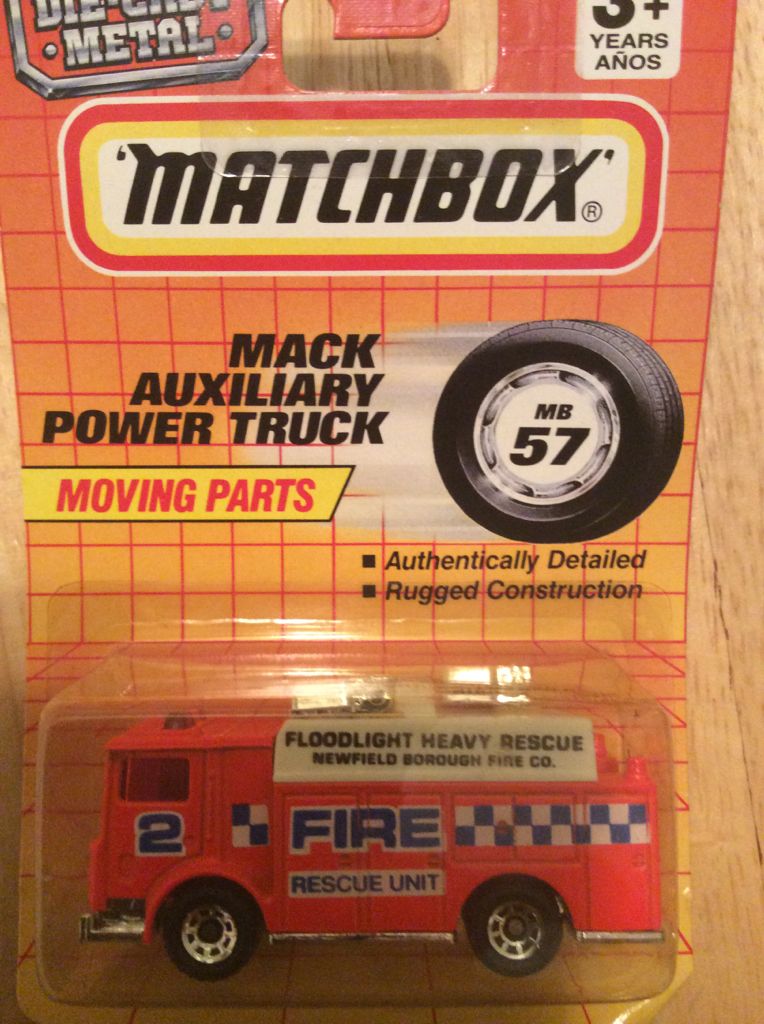 DIE-CAST
• METAL •
3+
YEARS
AÑOS
'MATCHBOX'®
MACK
AUXILIARY
POWER TRUCK
MB
57
MOVING PARTS
■ Authentically Detailed
■ Rugged Construction
FLOODLIGHT HEAVY RESCUE
NEWFIELD BOROUGH FIRE CO.
2
FIRE
RESCUE UNIT